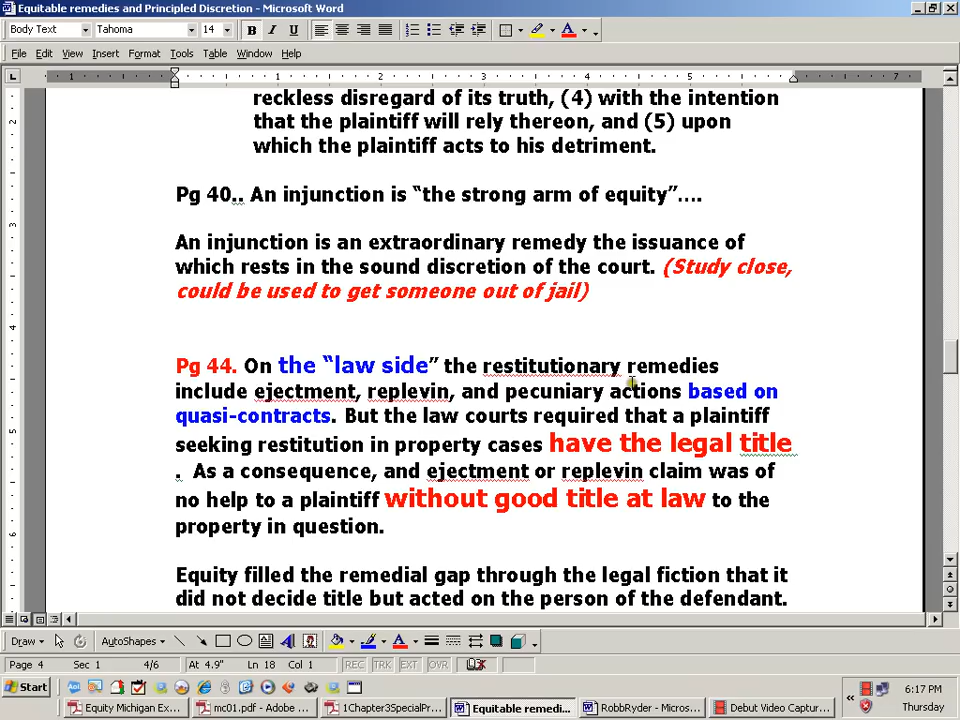 Equitable remedies and Principled Discretion - Microsoft Word
Body Text Tahoma 14 B I U A
File Edit View Insert Format Tools Table Window Help
1 1 2 3 4 5 7
reckless disregard of its truth, (4) with the intention
that the plaintiff will rely thereon, and (5) upon
which the plaintiff acts to his detriment.
Pg 40.. An injunction is “the strong arm of equity”….
An injunction is an extraordinary remedy the issuance of
which rests in the sound discretion of the court. (Study close,
could be used to get someone out of jail)
Pg 44. On the “law side” the restitutionary remedies
include ejectment, replevin, and pecuniary actions based on
quasi-contracts. But the law courts required that a plaintiff
seeking restitution in property cases have the legal title
. As a consequence, and ejectment or replevin claim was of
no help to a plaintiff without good title at law to the
property in question.
Equity filled the remedial gap through the legal fiction that it
did not decide title but acted on the person of the defendant.
Draw AutoShapes
Page 4 Sec 1 4/6 At 4.9" Ln 18 Col 1 REC TRK EXT OVR
Start 6:17 PM
Thursday
Equity Michigan Ex... mc01.pdf - Adobe ... 1Chapter3SpecialPr... Equitable remedi... RobbRyder - Micros... Debut Video Captur...